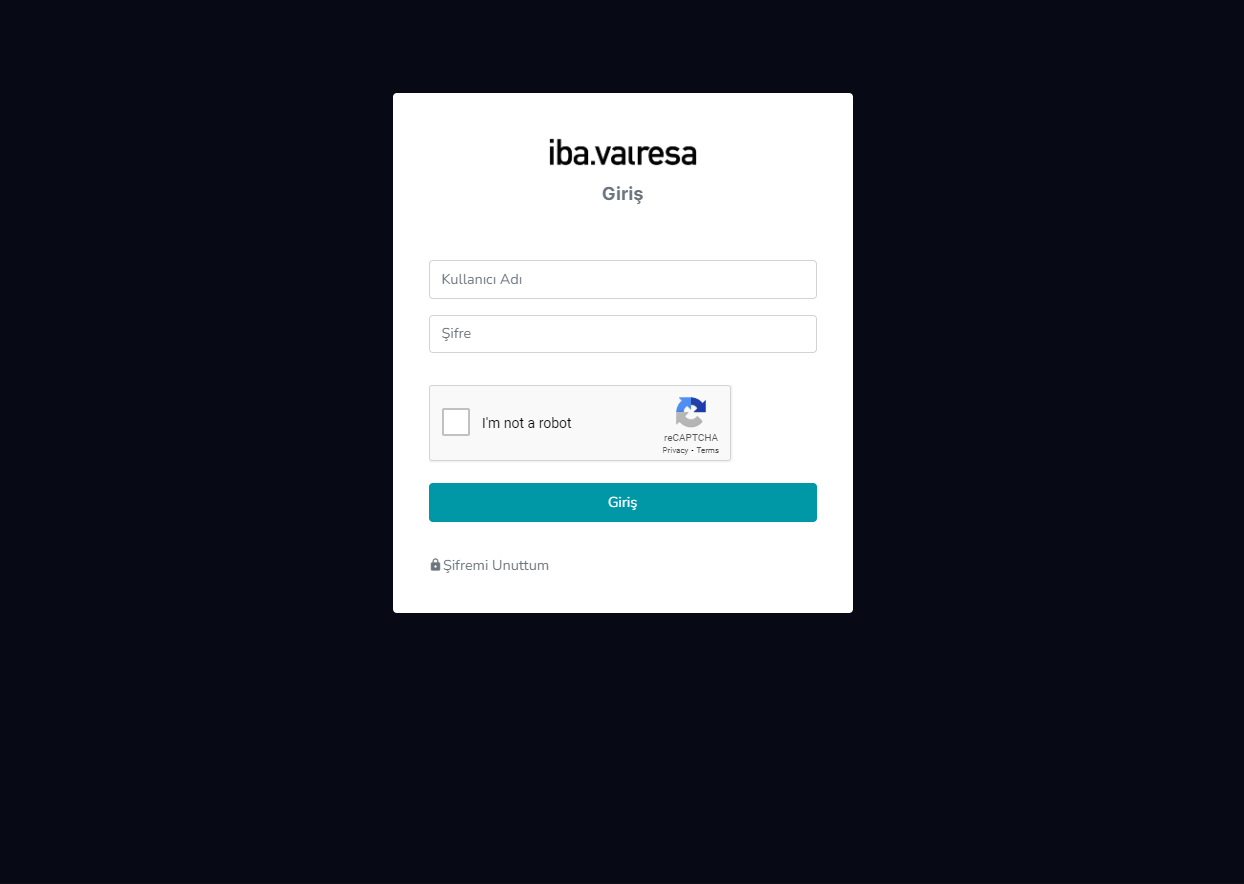 iba.vaıresa
Giriş
Kullanıcı Adı
Şifre
I'm not a robot
reCAPTCHA
Privacy - Terms
Giriş
Şifremi Unuttum